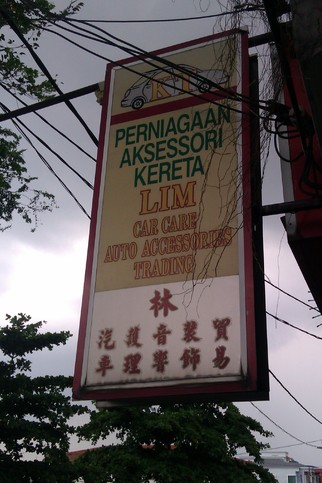 PERNIAGAAN
AKSESSORI
KERETA
LIM
CAR CARE
AUTO ACCESSORIES
TRADING
林
汽車
護理
音響
裝飾
貿易